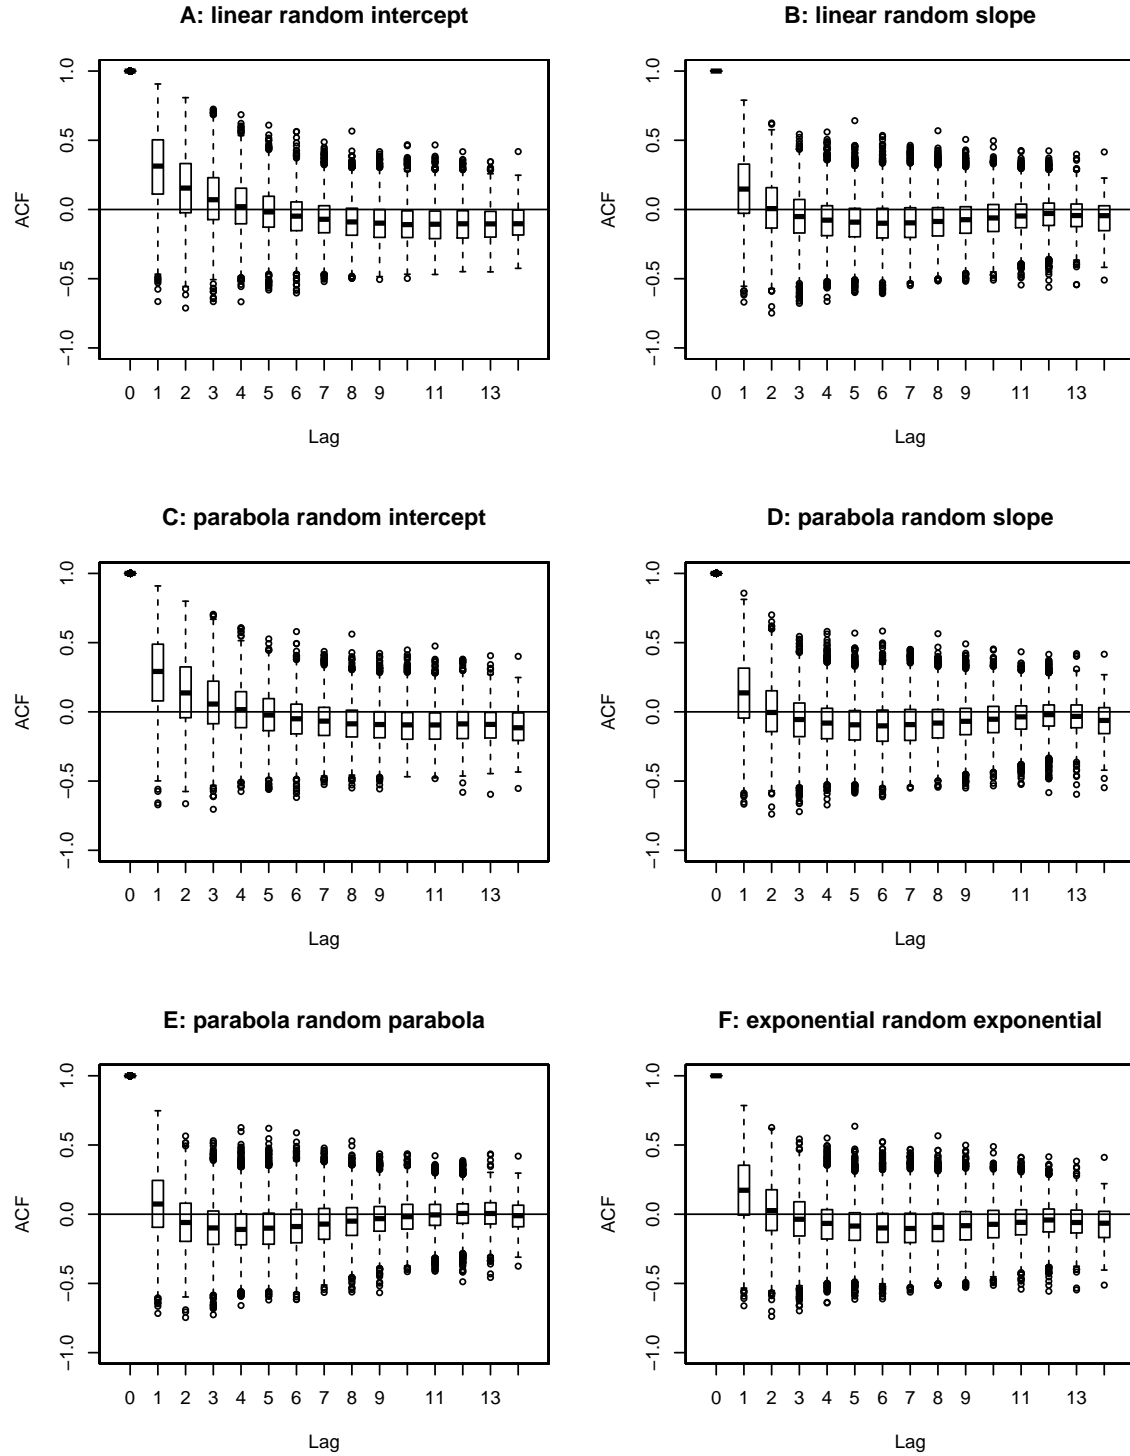 A: linear random intercept
ACF
1.0
0.5
0.0
−0.5
−1.0
0 1 2 3 4 5 6 7 8 9 11 13
Lag
B: linear random slope
ACF
1.0
0.5
0.0
−0.5
−1.0
0 1 2 3 4 5 6 7 8 9 11 13
Lag
C: parabola random intercept
ACF
1.0
0.5
0.0
−0.5
−1.0
0 1 2 3 4 5 6 7 8 9 11 13
Lag
D: parabola random slope
ACF
1.0
0.5
0.0
−0.5
−1.0
0 1 2 3 4 5 6 7 8 9 11 13
Lag
E: parabola random parabola
ACF
1.0
0.5
0.0
−0.5
−1.0
0 1 2 3 4 5 6 7 8 9 11 13
Lag
F: exponential random exponential
ACF
1.0
0.5
0.0
−0.5
−1.0
0 1 2 3 4 5 6 7 8 9 11 13
Lag